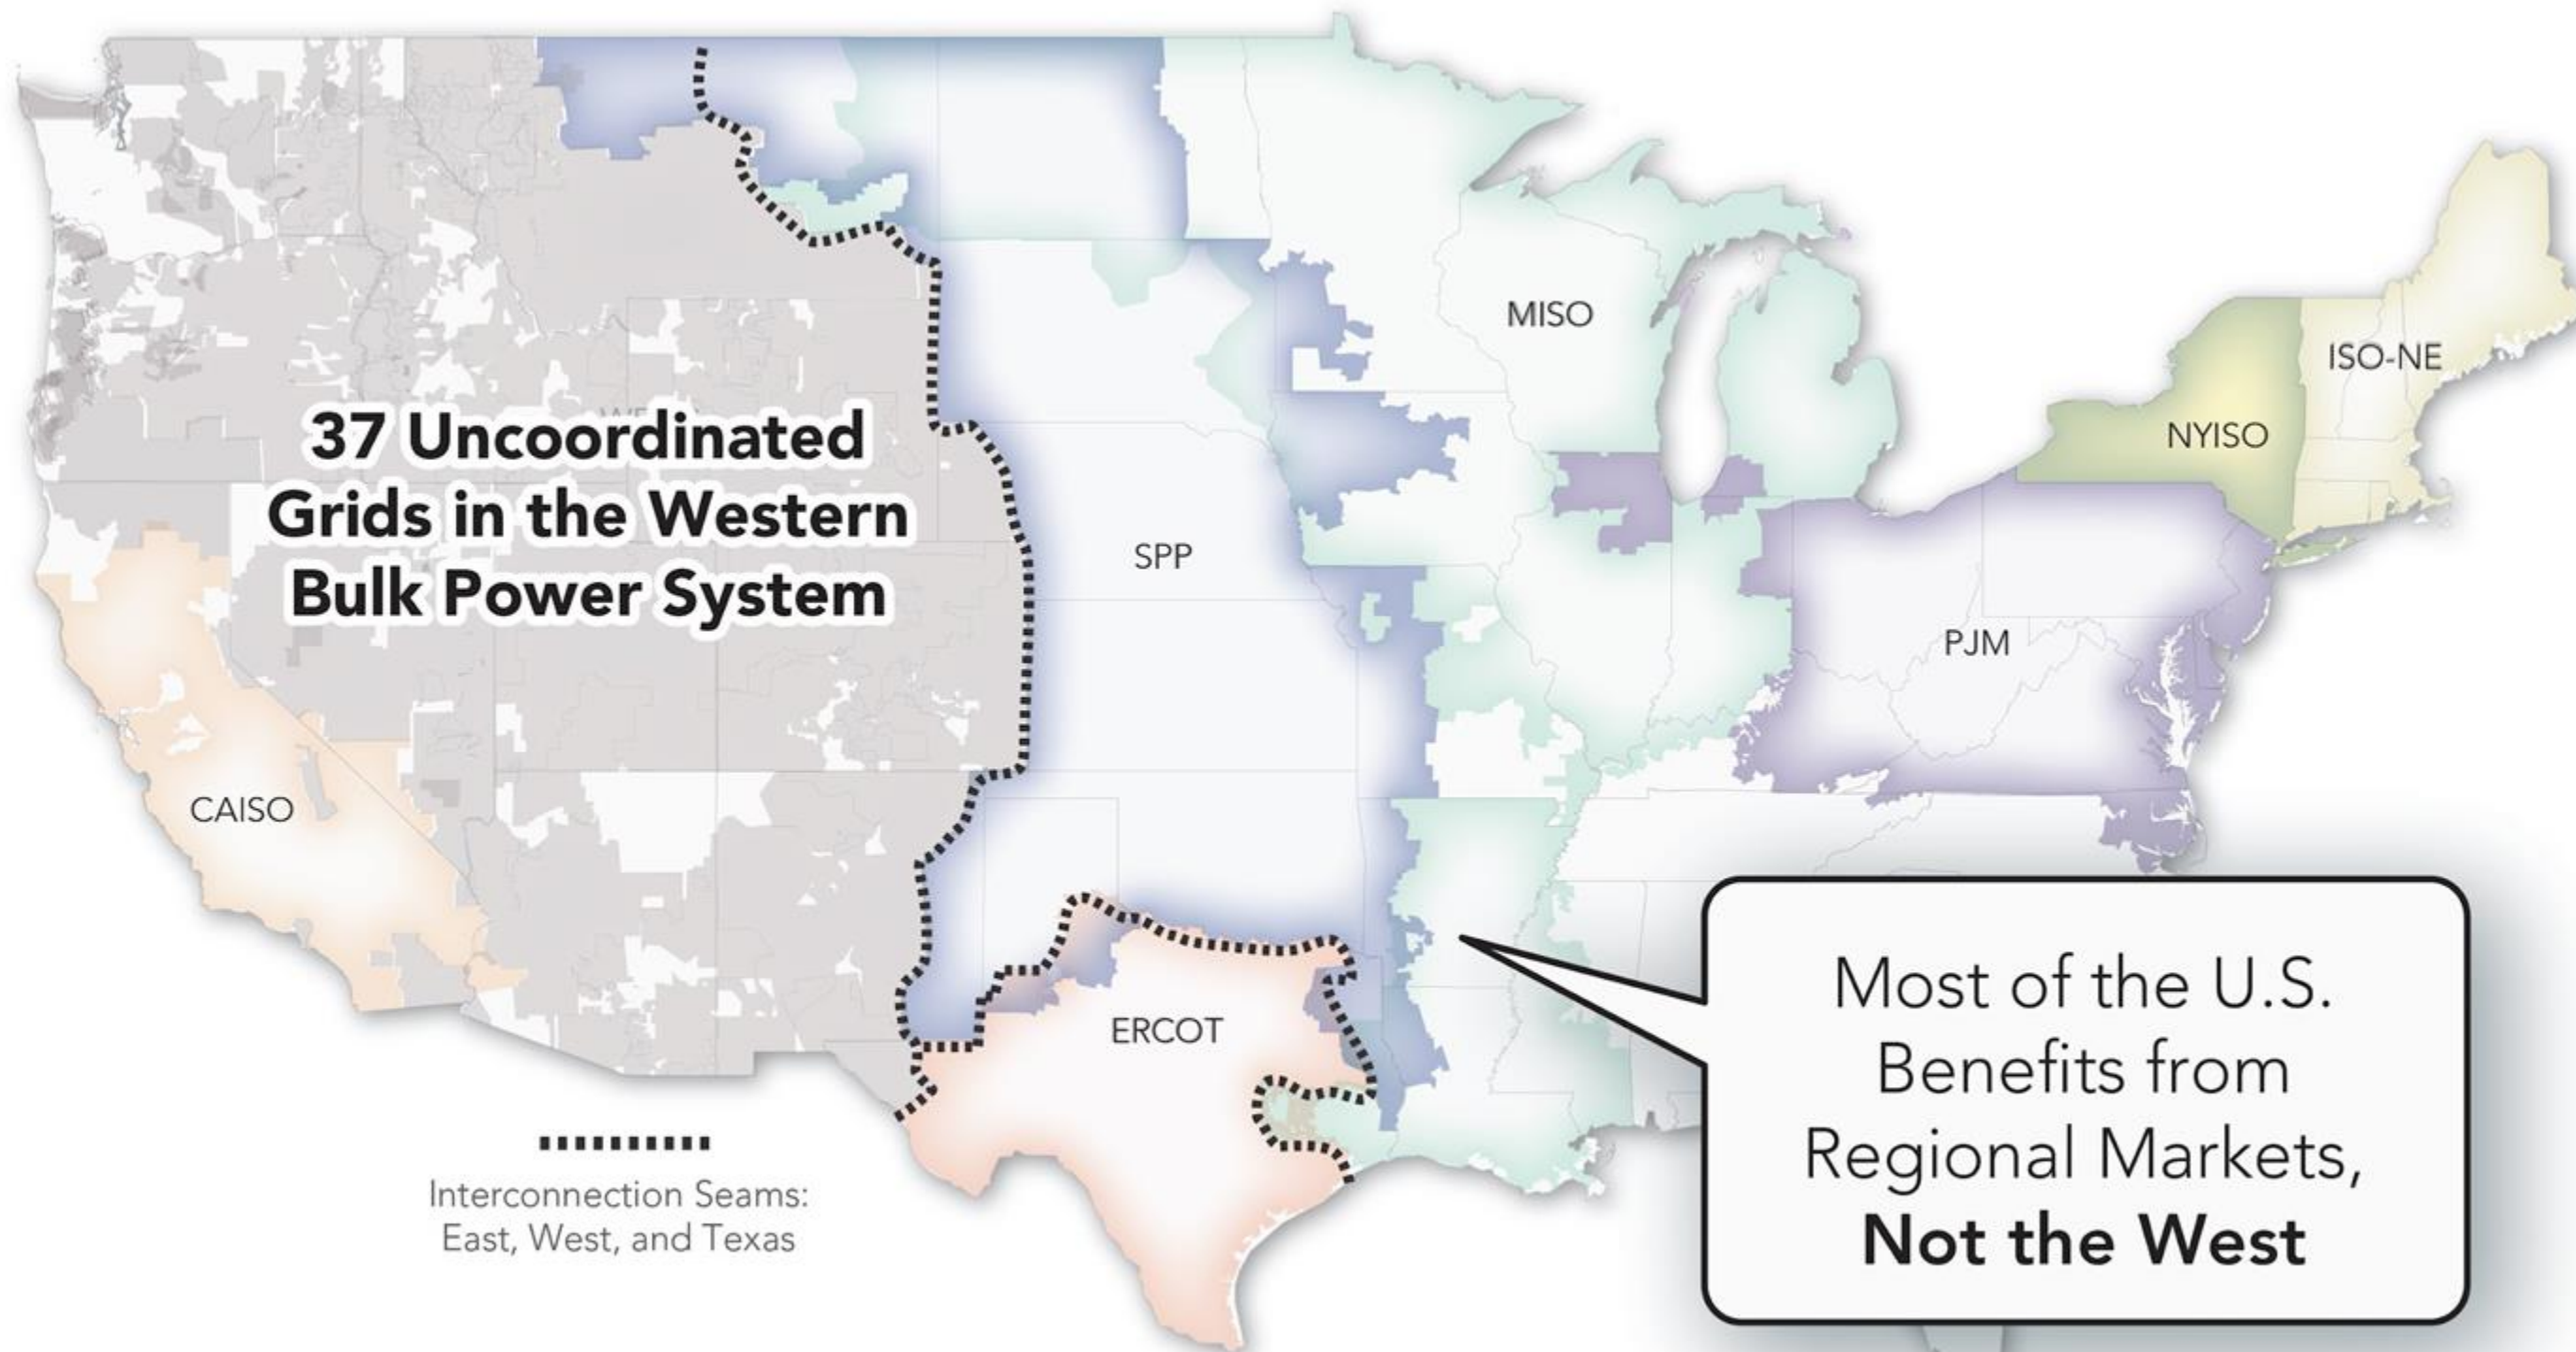 MISO
ISO-NE
NYISO
37 Uncoordinated
Grids in the Western
Bulk Power System
SPP
PJM
CAISO
ERCOT
Most of the U.S.
Benefits from
Regional Markets,
Not the West
Interconnection Seams:
East, West, and Texas